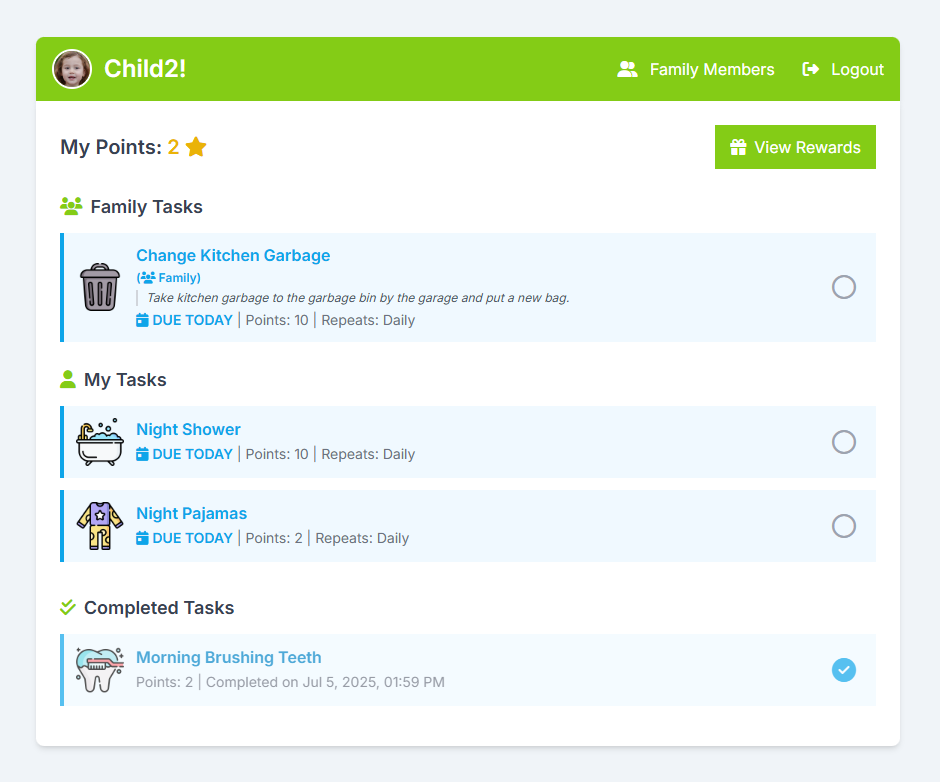 Child2!
Family Members
Logout
My Points: 2
View Rewards
Family Tasks
Change Kitchen Garbage
(Family)
Take kitchen garbage to the garbage bin by the garage and put a new bag.
DUE TODAY | Points: 10 | Repeats: Daily
My Tasks
Night Shower
DUE TODAY | Points: 10 | Repeats: Daily
Night Pajamas
DUE TODAY | Points: 2 | Repeats: Daily
Completed Tasks
Morning Brushing Teeth
Points: 2 | Completed on Jul 5, 2025, 01:59 PM